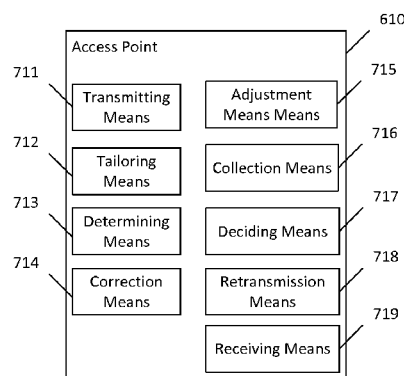 610
Access Point
711
Transmitting
Means
712
Tailoring
Means
713
Determining
Means
714
Correction
Means
715
Adjustment
Means Means
716
Collection Means
717
Deciding Means
718
Retransmission
Means
719
Receiving Means